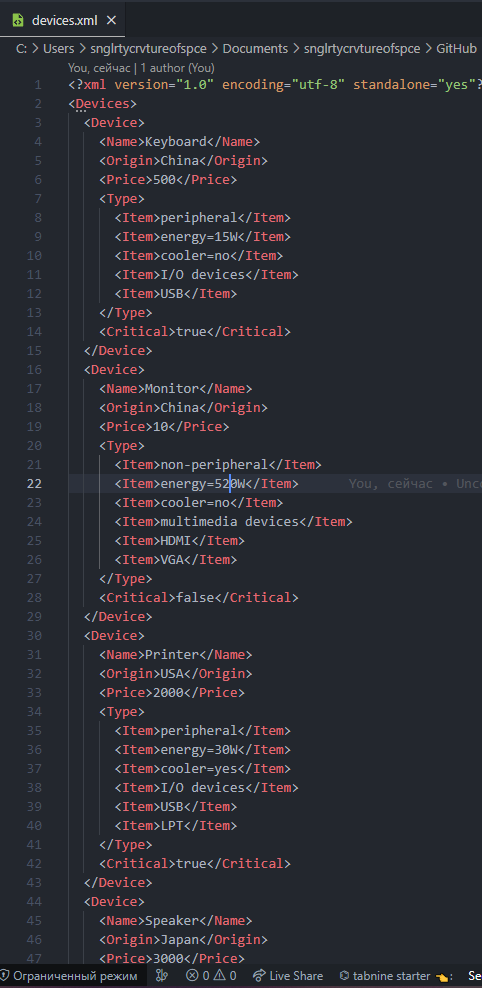 devices.xml
C: > Users > snglrtycrvtureofspce > Documents > snglrtycrvtureofspce > GitHub
You, сейчас | 1 author (You)
1 <?xml version="1.0" encoding="utf-8" standalone="yes"?
2 <Devices>
3 <Device>
4 <Name>Keyboard</Name>
5 <Origin>China</Origin>
6 <Price>500</Price>
7 <Type>
8 <Item>peripheral</Item>
9 <Item>energy=15W</Item>
10 <Item>cooler=no</Item>
11 <Item>I/O devices</Item>
12 <Item>USB</Item>
13 </Type>
14 <Critical>true</Critical>
15 </Device>
16 <Device>
17 <Name>Monitor</Name>
18 <Origin>China</Origin>
19 <Price>10</Price>
20 <Type>
21 <Item>non-peripheral</Item>
22 <Item>energy=520W</Item> You, сейчас • Unco
23 <Item>cooler=no</Item>
24 <Item>multimedia devices</Item>
25 <Item>HDMI</Item>
26 <Item>VGA</Item>
27 </Type>
28 <Critical>false</Critical>
29 </Device>
30 <Device>
31 <Name>Printer</Name>
32 <Origin>USA</Origin>
33 <Price>2000</Price>
34 <Type>
35 <Item>peripheral</Item>
36 <Item>energy=30W</Item>
37 <Item>cooler=yes</Item>
38 <Item>I/O devices</Item>
39 <Item>USB</Item>
40 <Item>LPT</Item>
41 </Type>
42 <Critical>true</Critical>
43 </Device>
44 <Device>
45 <Name>Speaker</Name>
46 <Origin>Japan</Origin>
47 <Price>3000</Price>
Ограниченный режим 0 0 Live Share tabnine starter 👈: Se